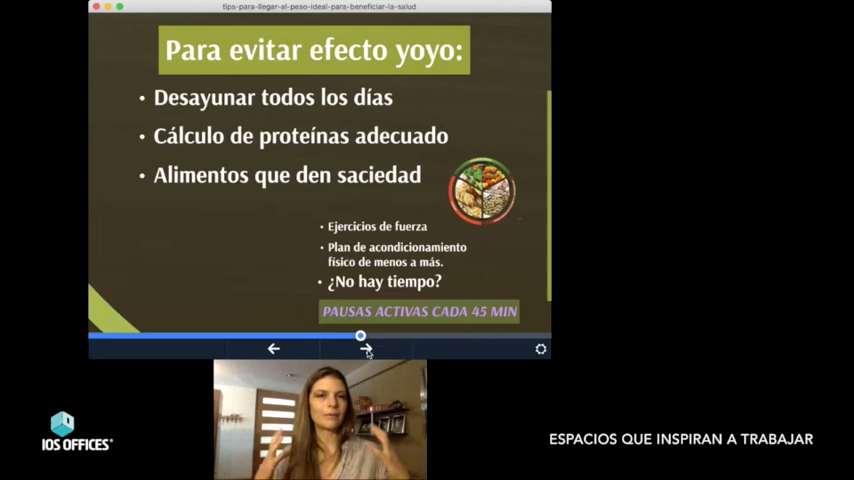 tips-para-llegar-al-peso-ideal-para-beneficiar-la-salud
Para evitar efecto yoyo:
• Desayunar todos los días
• Cálculo de proteínas adecuado
• Alimentos que den saciedad
• Ejercicios de fuerza
• Plan de acondicionamiento
físico de menos a más.
• ¿No hay tiempo?
PAUSAS ACTIVAS CADA 45 MIN
IOS OFFICES®
ESPACIOS QUE INSPIRAN A TRABAJAR